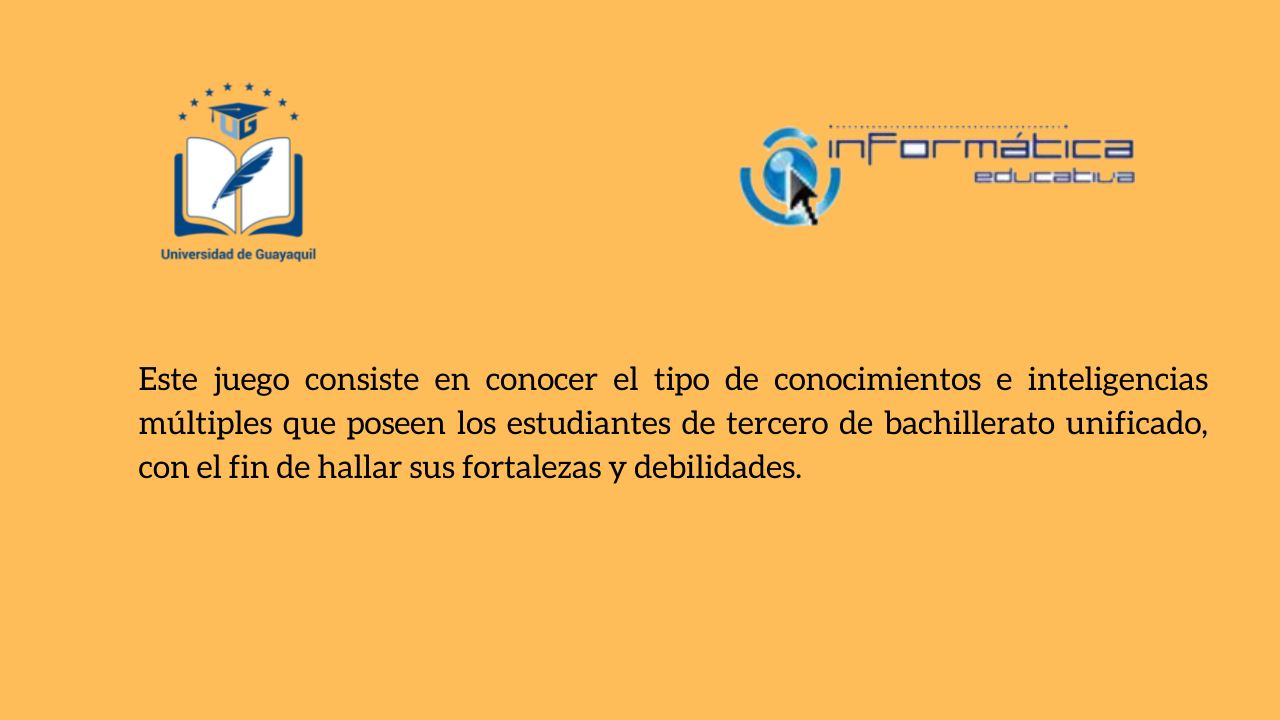 UG
Universidad de Guayaquil
informática
educativa
Este juego consiste en conocer el tipo de conocimientos e inteligencias
múltiples que poseen los estudiantes de tercero de bachillerato unificado,
con el fin de hallar sus fortalezas y debilidades.